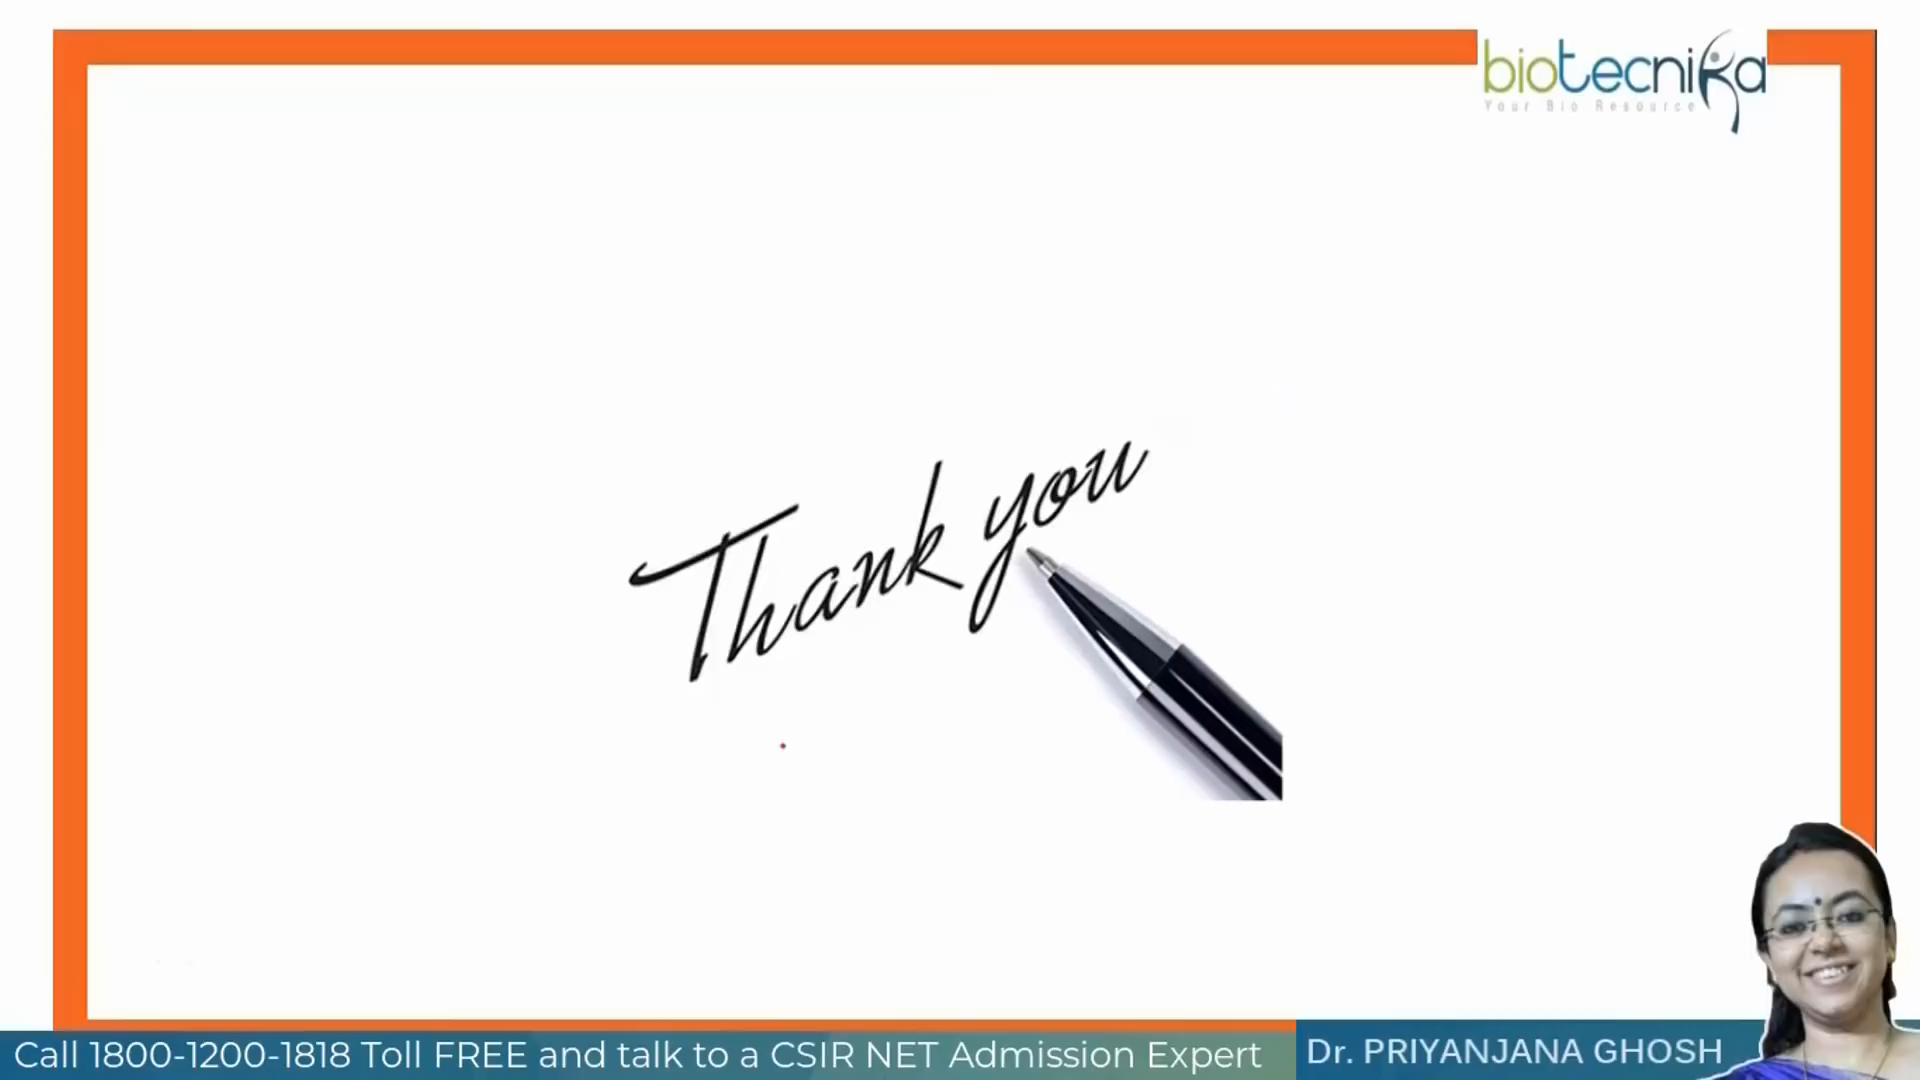 biotecnika
Your Bio Resource
Thank you
Call 1800-1200-1818 Toll FREE and talk to a CSIR NET Admission Expert
Dr. PRIYANJANA GHOSH